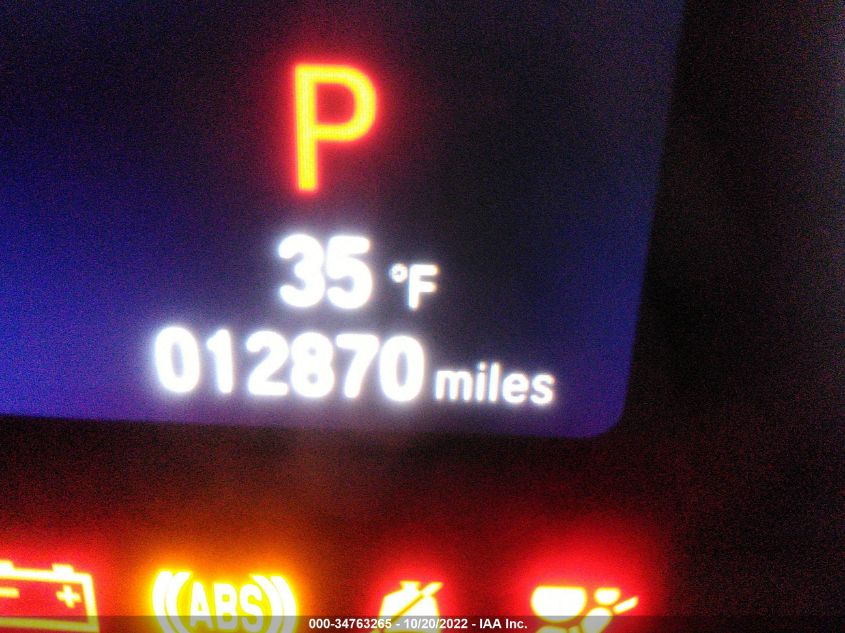 P
35 °F
012870 miles
ABS
000-34763265 - 10/20/2022 - IAA Inc.